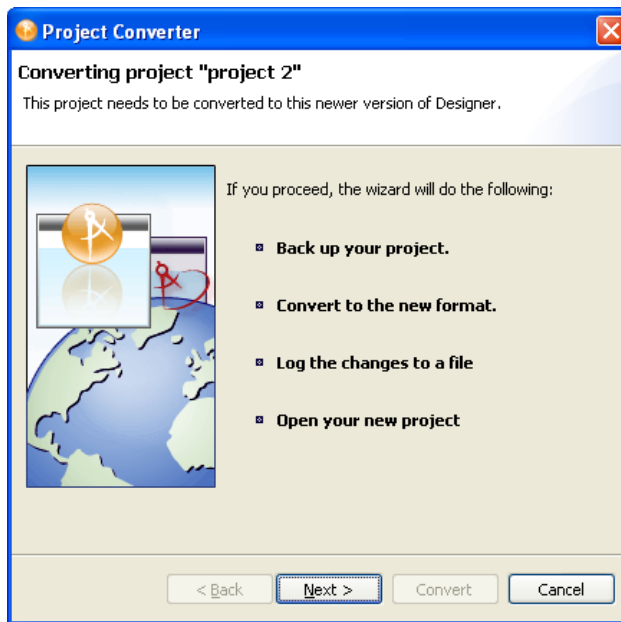 Project Converter
Converting project "project 2"
This project needs to be converted to this newer version of Designer.
If you proceed, the wizard will do the following:
Back up your project.
Convert to the new format.
Log the changes to a file
Open your new project
< Back Next > Convert Cancel